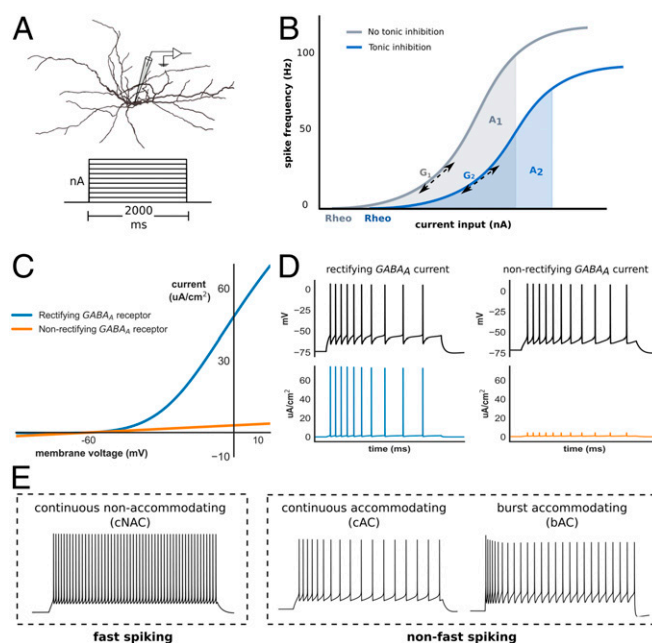 A
nA
2000
ms
B
No tonic inhibition
Tonic inhibition
spike frequency (Hz)
100
50
0
A1
A2
G1
G2
Rheo Rheo
current input (nA)
C
current
(uA/cm²)
60
30
-10
Rectifying GABAA receptor
Non-rectifying GABAA receptor
-60
10
membrane voltage (mV)
D
rectifying GABAA current
non-rectifying GABAA current
mV
0
−25
−50
−75
mV
0
−25
−50
−75
uA/cm²
60
40
20
0
uA/cm²
60
40
20
0
time (ms)
time (ms)
E
continuous non-accommodating
(cNAC)
continuous accommodating
(cAC)
burst accommodating
(bAC)
fast spiking
non-fast spiking